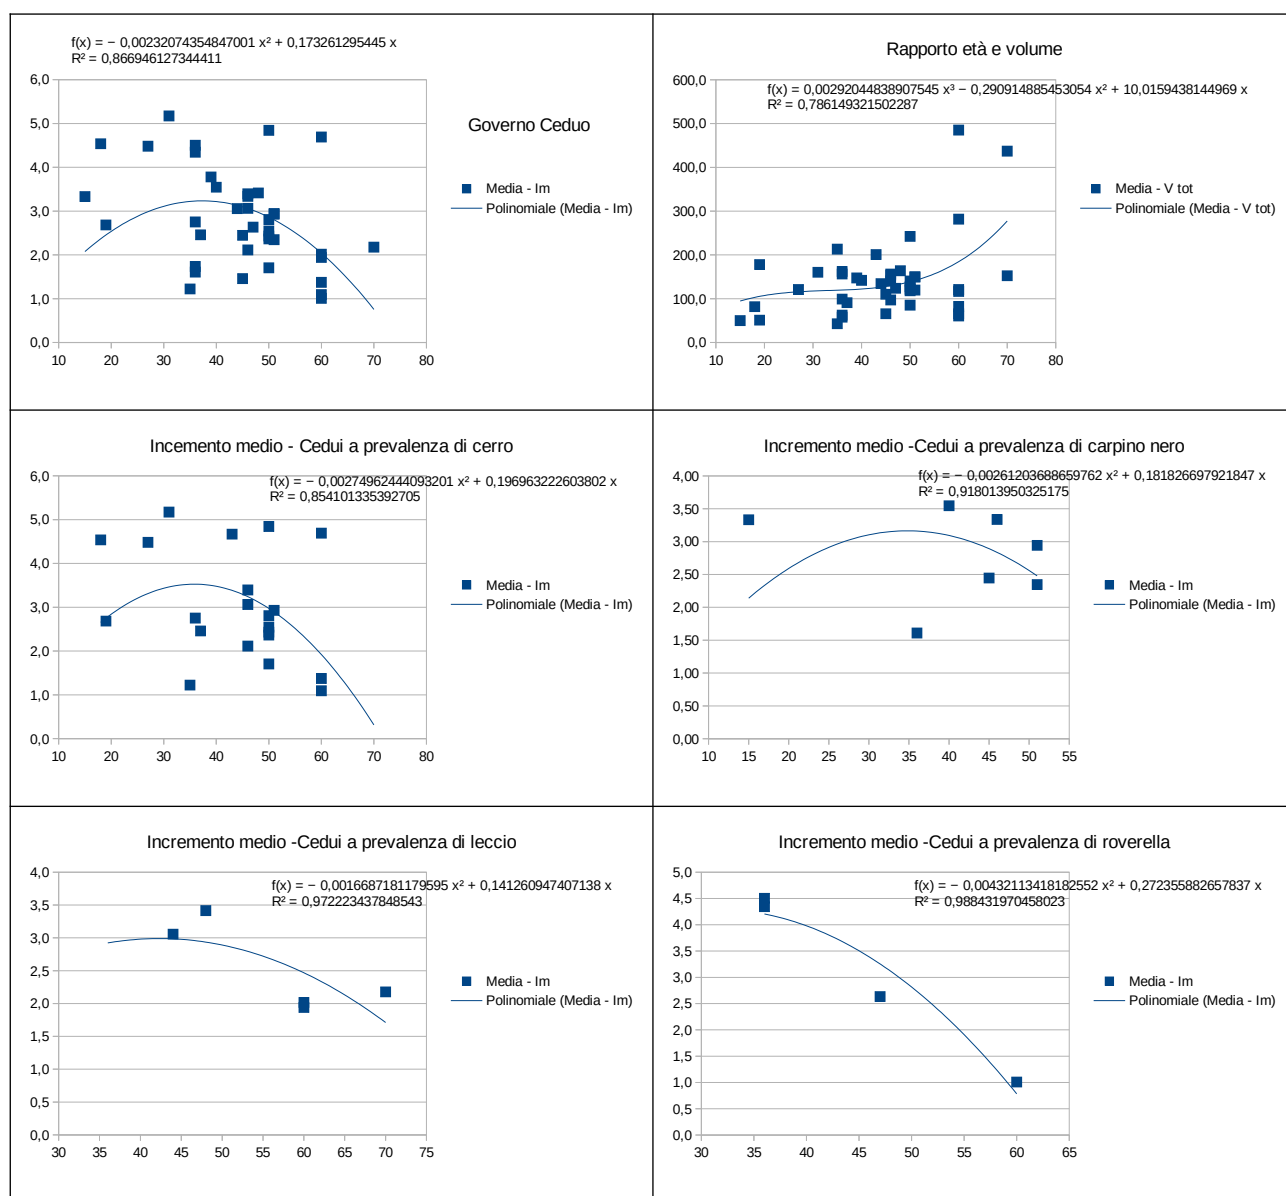 f(x) = − 0,00232074354847001 x² + 0,173261295445 x
R² = 0,866946127344411
6,0
5,0
4,0
3,0
2,0
1,0
0,0
10 20 30 40 50 60 70 80
Governo Ceduo
Media - Im
Polinomiale (Media - Im)
Rapporto età e volume
f(x) = 0,00292044838907545 x³ − 0,290914885453054 x² + 10,0159438144969 x
R² = 0,786149321502287
600,0
500,0
400,0
300,0
200,0
100,0
0,0
10 20 30 40 50 60 70 80
Media - V tot
Polinomiale (Media - V tot)
Incemento medio - Cedui a prevalenza di cerro
f(x) = − 0,00274962444093201 x² + 0,196963222603802 x
R² = 0,854101335392705
6,0
5,0
4,0
3,0
2,0
1,0
0,0
10 20 30 40 50 60 70 80
Media - Im
Polinomiale (Media - Im)
Incremento medio -Cedui a prevalenza di carpino nero
f(x) = − 0,00261203688659762 x² + 0,181826697921847 x
R² = 0,918013950325175
4,00
3,50
3,00
2,50
2,00
1,50
1,00
0,50
0,00
10 15 20 25 30 35 40 45 50 55
Media - Im
Polinomiale (Media - Im)
Incremento medio -Cedui a prevalenza di leccio
f(x) = − 0,0016687181179595 x² + 0,141260947407138 x
R² = 0,972223437848543
4,0
3,5
3,0
2,5
2,0
1,5
1,0
0,5
0,0
30 35 40 45 50 55 60 65 70 75
Media - Im
Polinomiale (Media - Im)
Incremento medio -Cedui a prevalenza di roverella
f(x) = − 0,00432113418182552 x² + 0,272355882657837 x
R² = 0,988431970458023
5,0
4,5
4,0
3,5
3,0
2,5
2,0
1,5
1,0
0,5
0,0
30 35 40 45 50 55 60 65
Media - Im
Polinomiale (Media - Im)